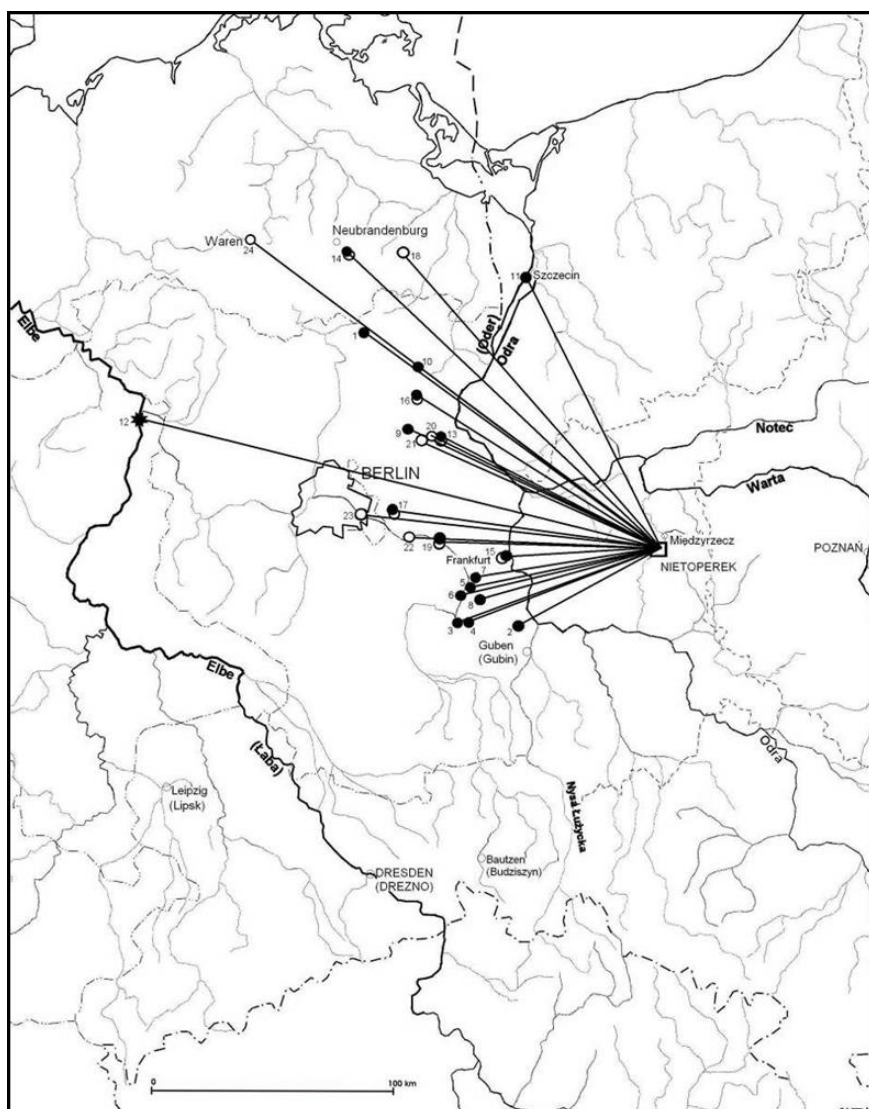 Waren
24
Neubrandenburg
14
18
11
Szczecin
(Oder)
Odra
Elbe
1
10
16
12
9
20
13
21
Noteć
BERLIN
Warta
17
23
22
19
15
Frankfurt
Międzyrzecz
NIETOPEREK
POZNAŃ
7
5
6
8
3
4
2
Guben
(Gubin)
Elbe
(Łaba)
Odra
Leipzig
(Lipsk)
Nysa Łużycka
Bautzen
(Budziszyn)
DRESDEN
(DREZNO)
0
100 km